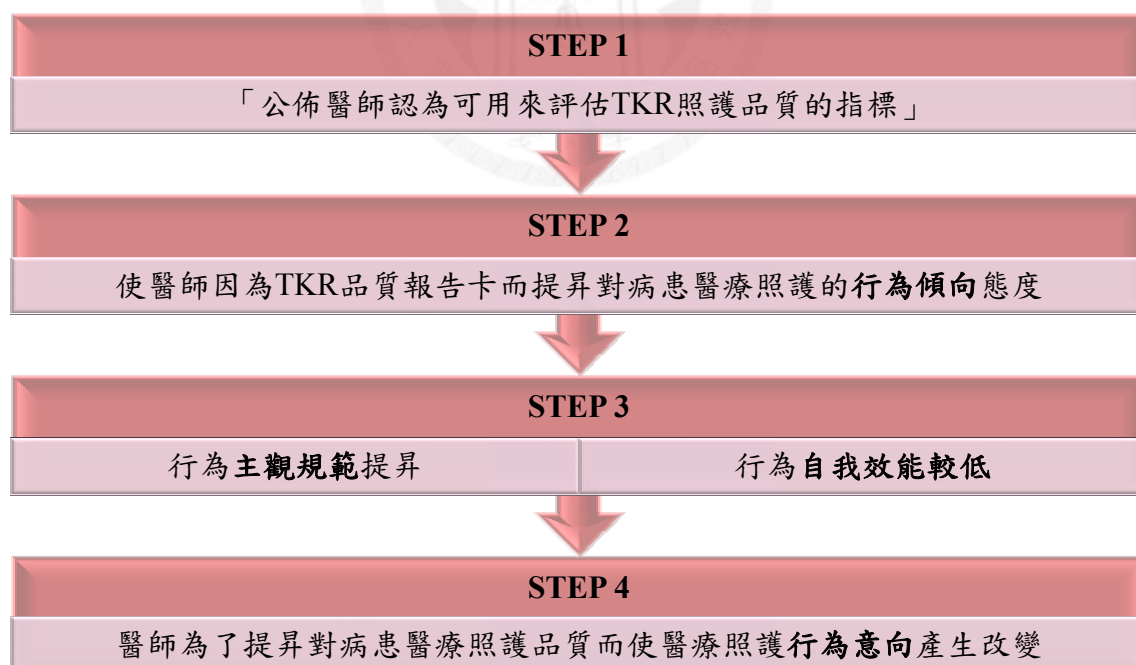 STEP 1
「公佈醫師認為可用來評估TKR照護品質的指標」
STEP 2
使醫師因為TKR品質報告卡而提昇對病患醫療照護的行為傾向態度
STEP 3
行為主觀規範提昇
行為自我效能較低
STEP 4
醫師為了提昇對病患醫療照護品質而使醫療照護行為意向產生改變